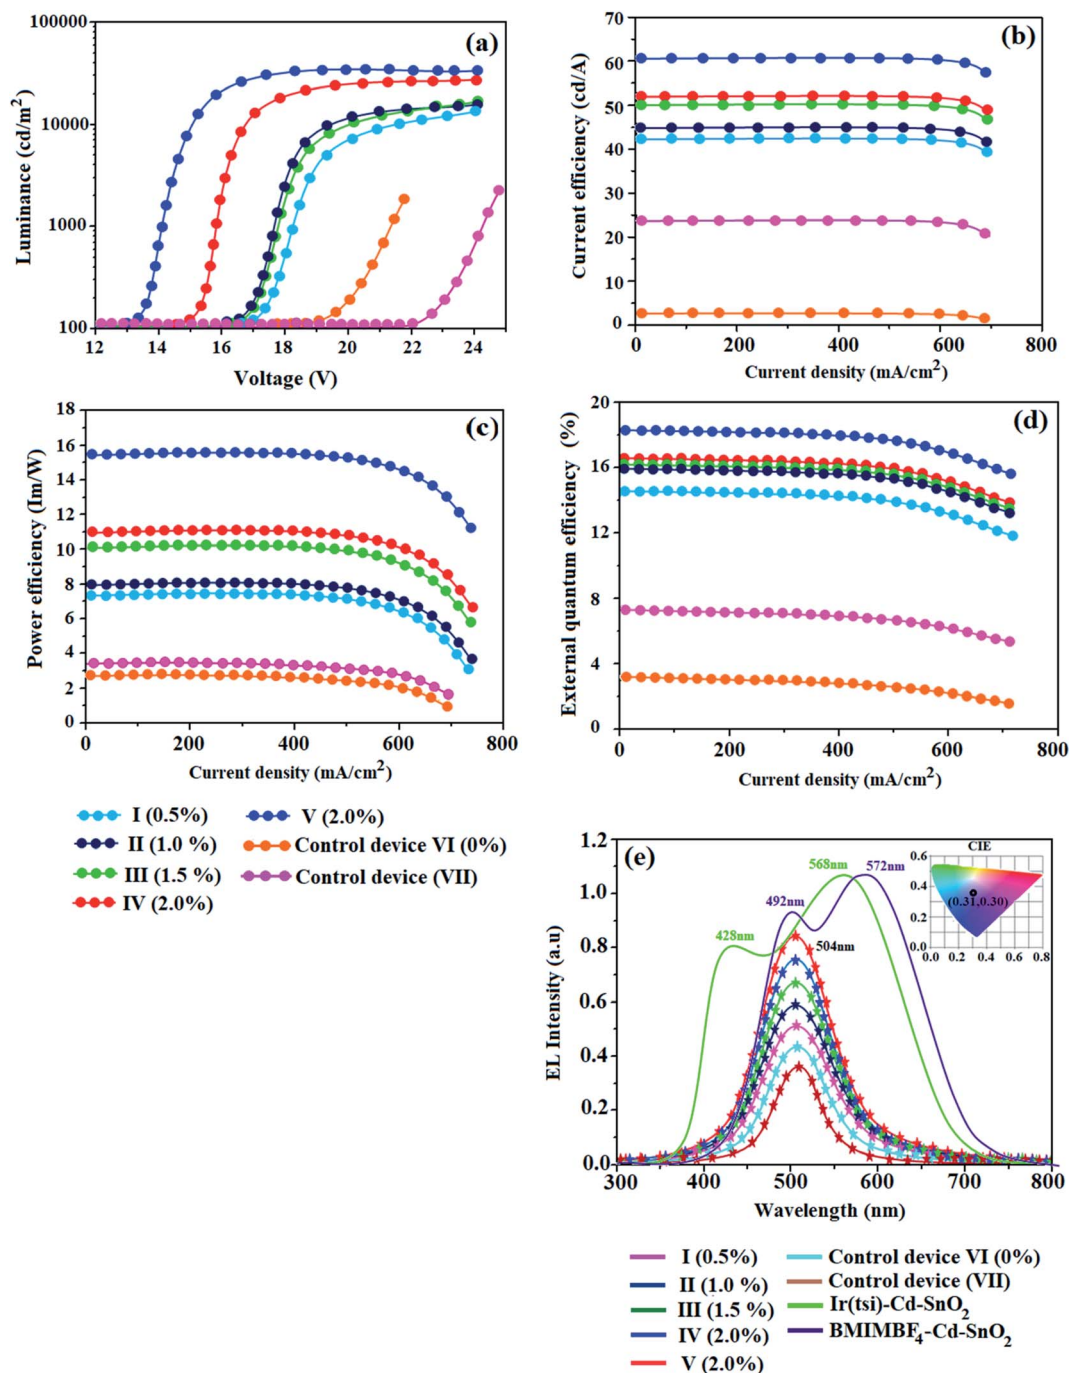 (a)
Luminance (cd/m2)
100000
10000
1000
100
12 14 16 18 20 22 24
Voltage (V)
(b)
Current efficiency (cd/A)
70
60
50
40
30
20
10
0
0 200 400 600 800
Current density (mA/cm2)
(c)
Power efficiency (Im/W)
18
16
14
12
10
8
6
4
2
0
0 200 400 600 800
Current density (mA/cm2)
(d)
External quantum efficiency (%)
20
16
12
8
4
0
0 200 400 600 800
Current density (mA/cm2)
I (0.5%)
II (1.0 %)
III (1.5 %)
IV (2.0%)
V (2.0%)
Control device VI (0%)
Control device (VII)
(e)
EL Intensity (a.u)
1.2
1.0
0.8
0.6
0.4
0.2
0.0
300 400 500 600 700 800
Wavelength (nm)
428nm
492nm
504nm
568nm
572nm
CIE
0.6
0.4
0.2
0.0
(0.31,0.30)
0.0 0.2 0.4 0.6 0.8
I (0.5%)
II (1.0 %)
III (1.5 %)
IV (2.0%)
V (2.0%)
Control device VI (0%)
Control device (VII)
Ir(tsi)-Cd-SnO2
BMIMBF4-Cd-SnO2